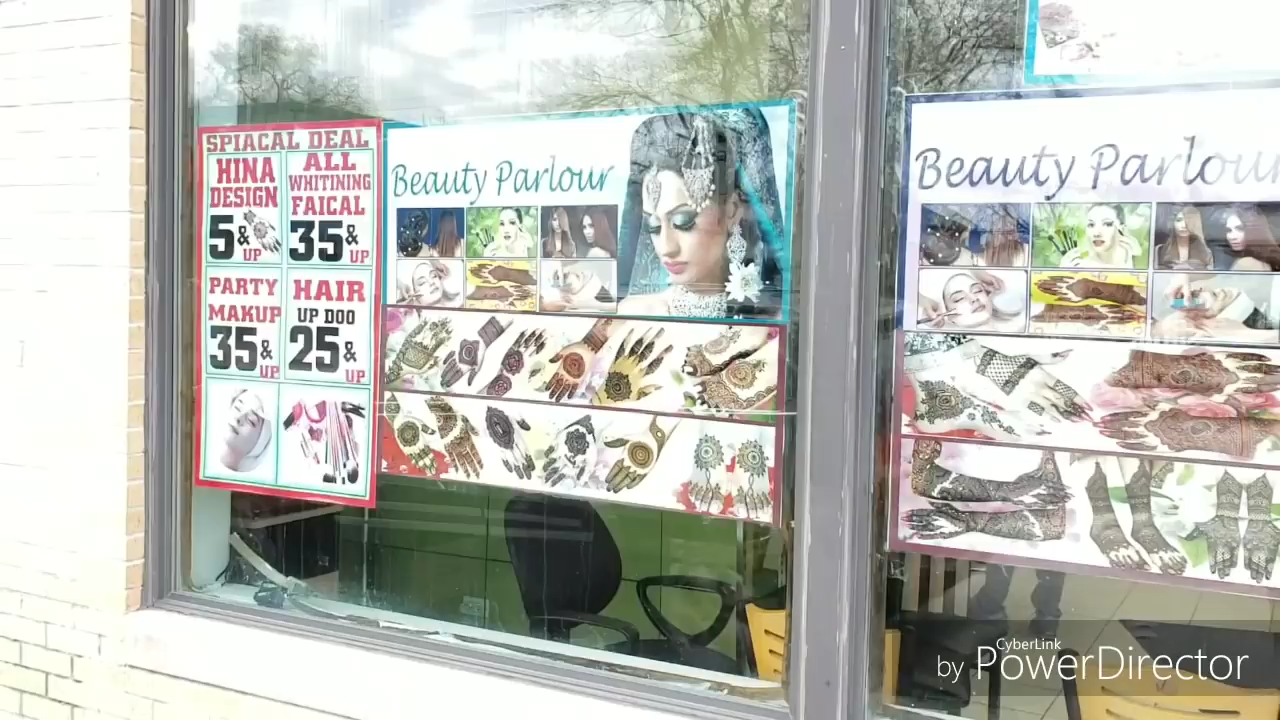 SPIACAL DEAL
HINA
DESIGN
5& UP
ALL
WHITINING
FAICAL
35& UP
PARTY
MAKUP
35& UP
HAIR
UP DOO
25& UP
Beauty Parlour
Beauty Parlour
CyberLink
by PowerDirector